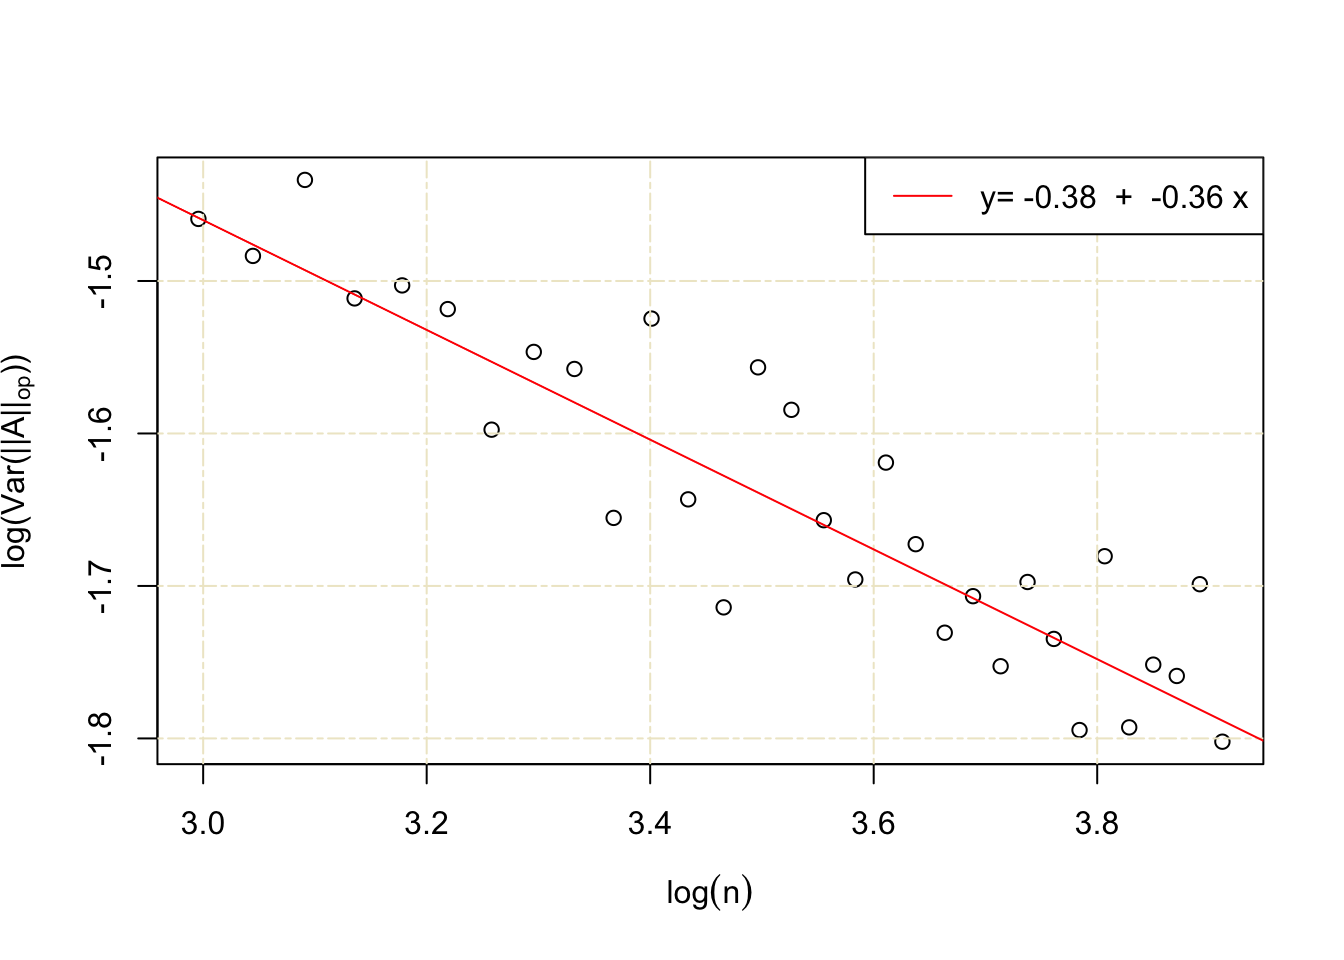 y= -0.38 + -0.36 x
log(Var(||A||op))
-1.5
-1.6
-1.7
-1.8
3.0 3.2 3.4 3.6 3.8
log(n)